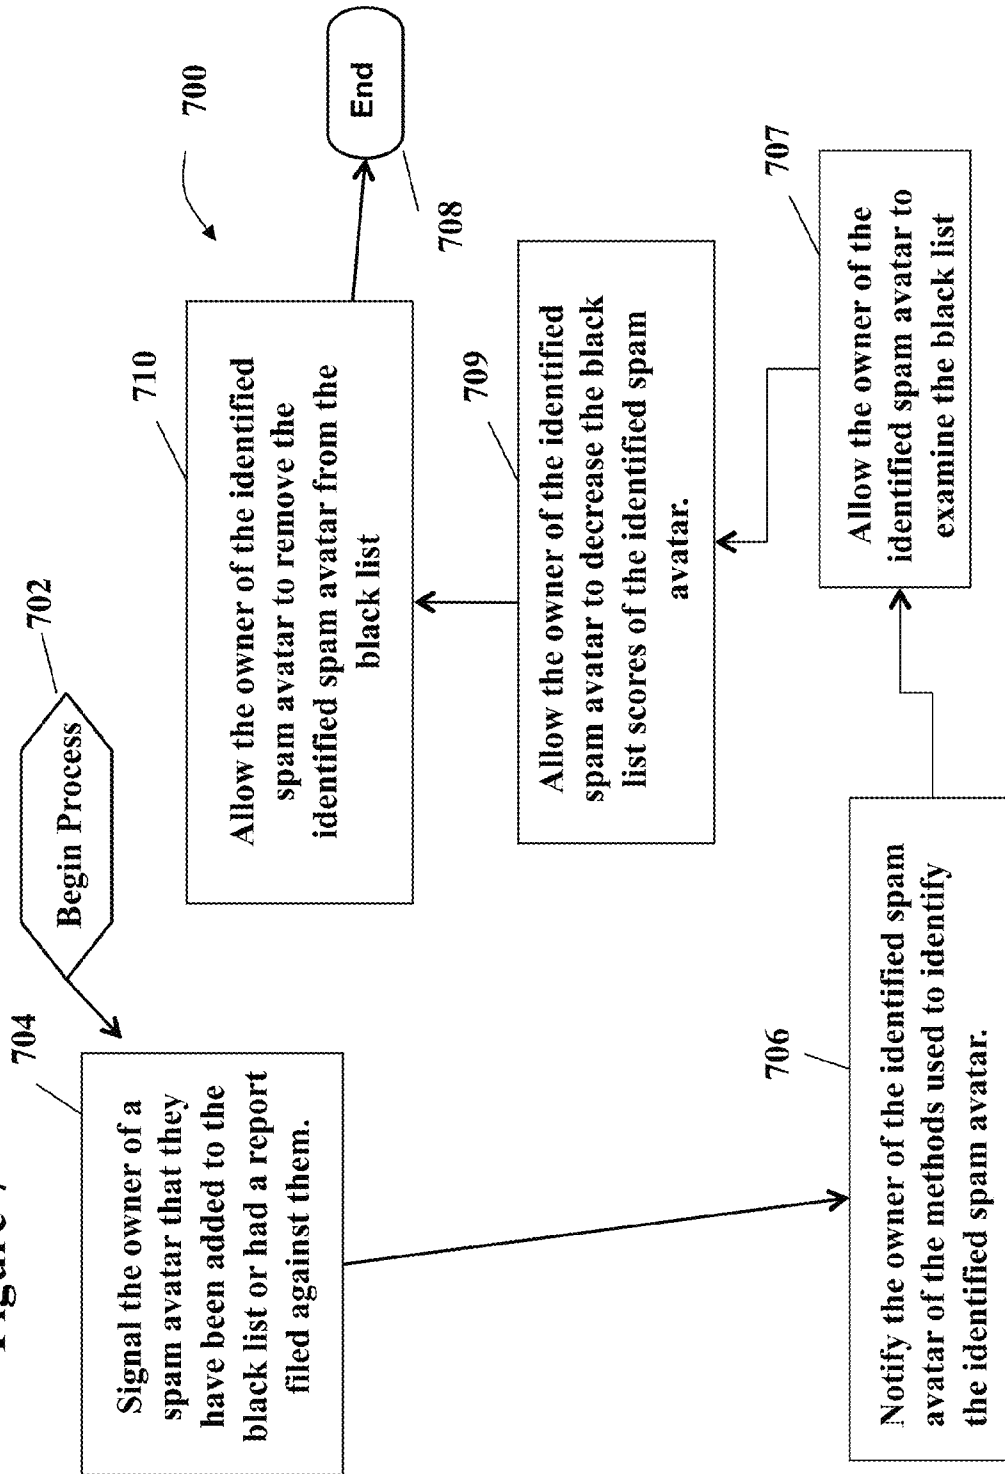 Figure 7
702
Begin Process
704
Signal the owner of a
spam avatar that they
have been added to the
black list or had a report
filed against them.
706
Notify the owner of the identified spam
avatar of the methods used to identify
the identified spam avatar.
707
Allow the owner of the
identified spam avatar to
examine the black list
709
Allow the owner of the identified
spam avatar to decrease the black
list scores of the identified spam
avatar.
710
Allow the owner of the identified
spam avatar to remove the
identified spam avatar from the
black list
700
End
708